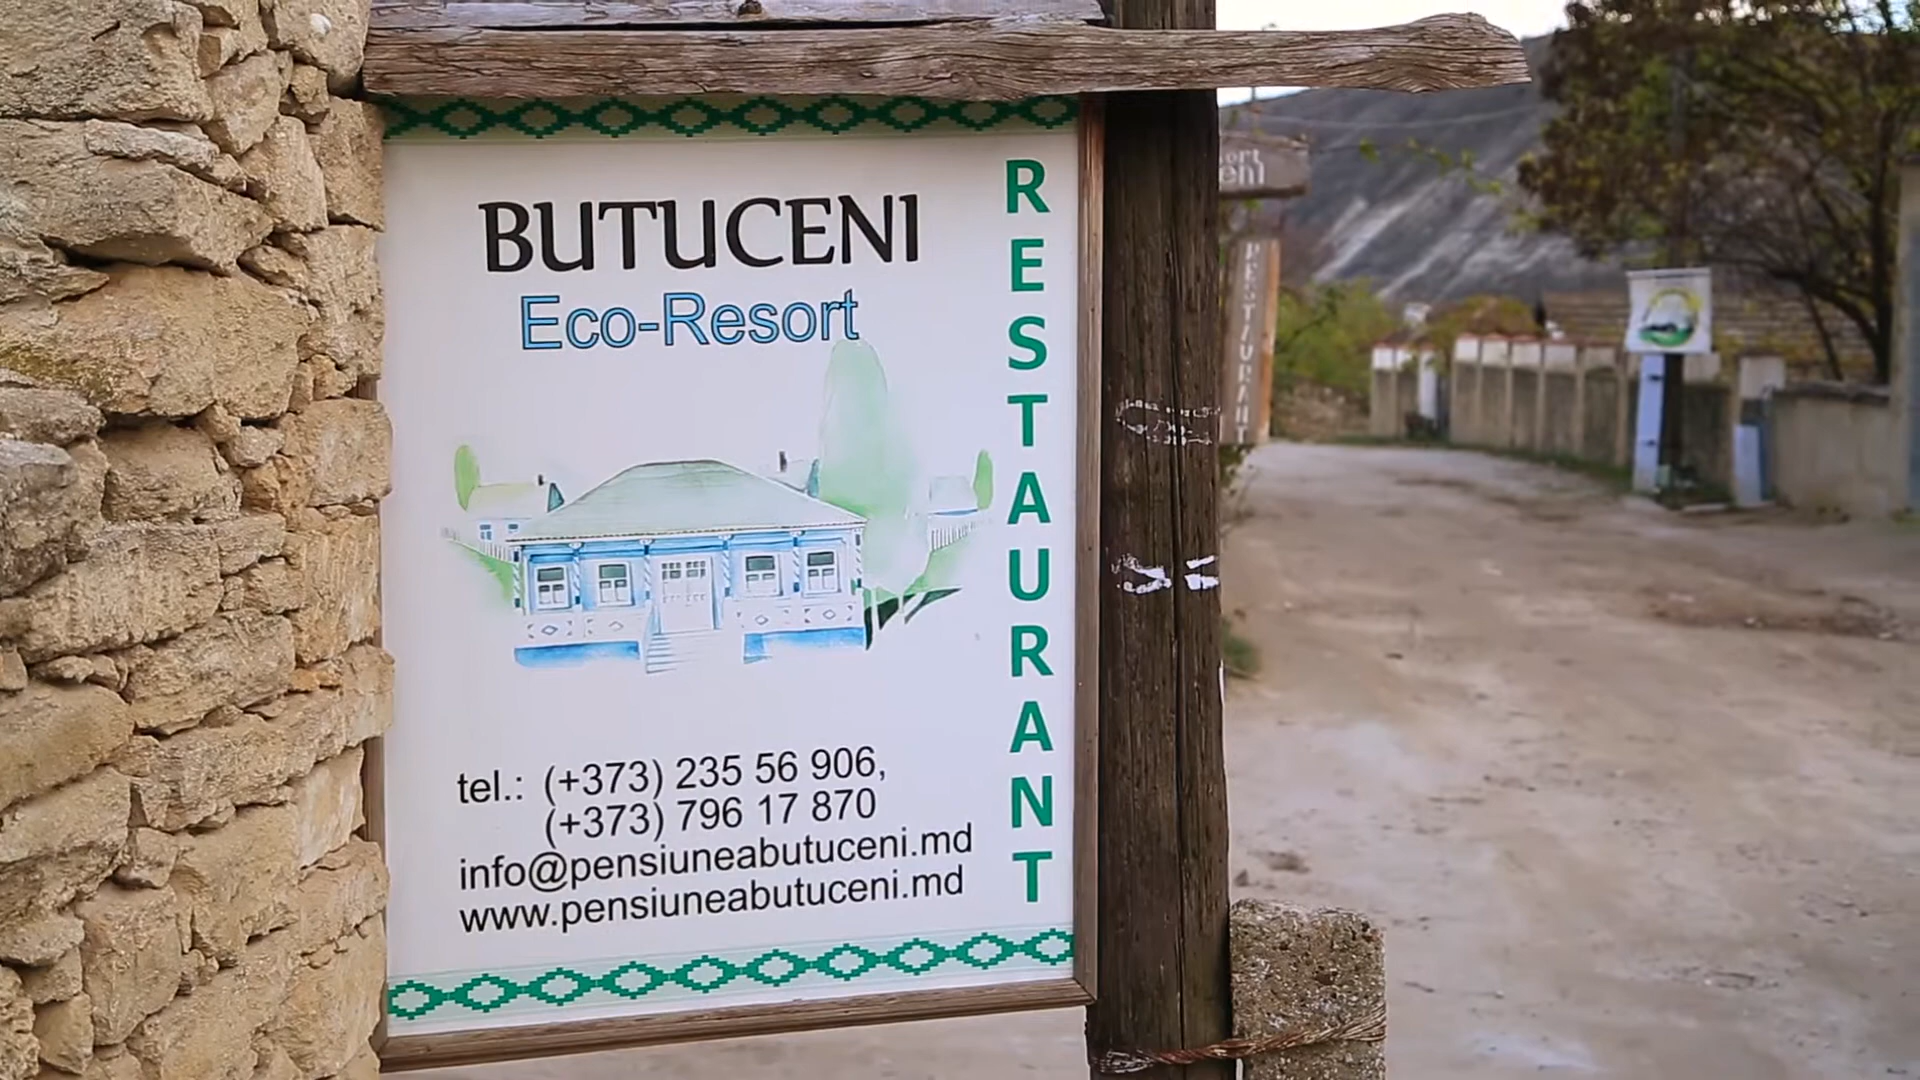 BUTUCENI
Eco-Resort
RESTAURANT
tel.: (+373) 235 56 906,
(+373) 796 17 870
info@pensiuneabutuceni.md
www.pensiuneabutuceni.md
RESTAURANT